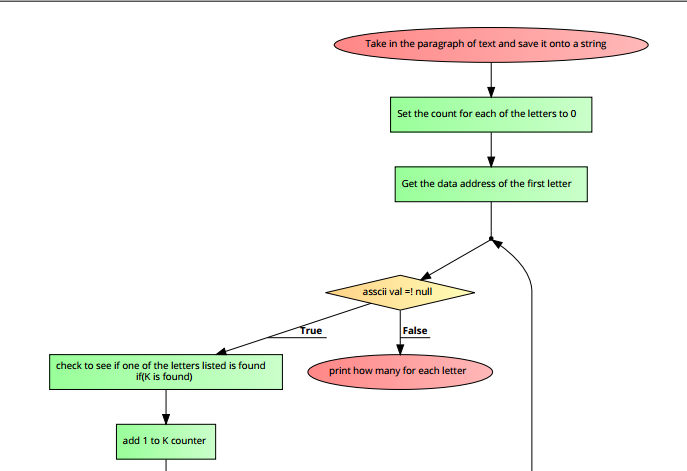 Take in the paragraph of text and save it onto a string
Set the count for each of the letters to 0
Get the data address of the first letter
asscii val =! null
True
False
check to see if one of the letters listed is found
if(K is found)
print how many for each letter
add 1 to K counter